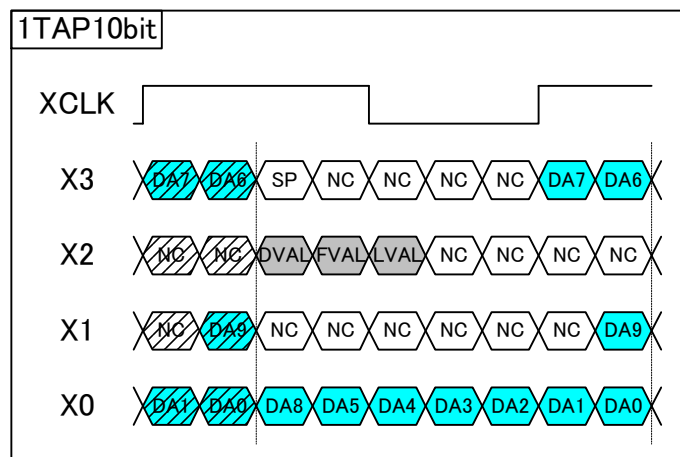 1TAP10bit
XCLK
X3 DA7 DA6 SP NC NC NC NC DA7 DA6
X2 NC NC DVAL FVAL LVAL NC NC NC NC
X1 NC DA9 NC NC NC NC NC NC DA9
X0 DA1 DA0 DA8 DA5 DA4 DA3 DA2 DA1 DA0